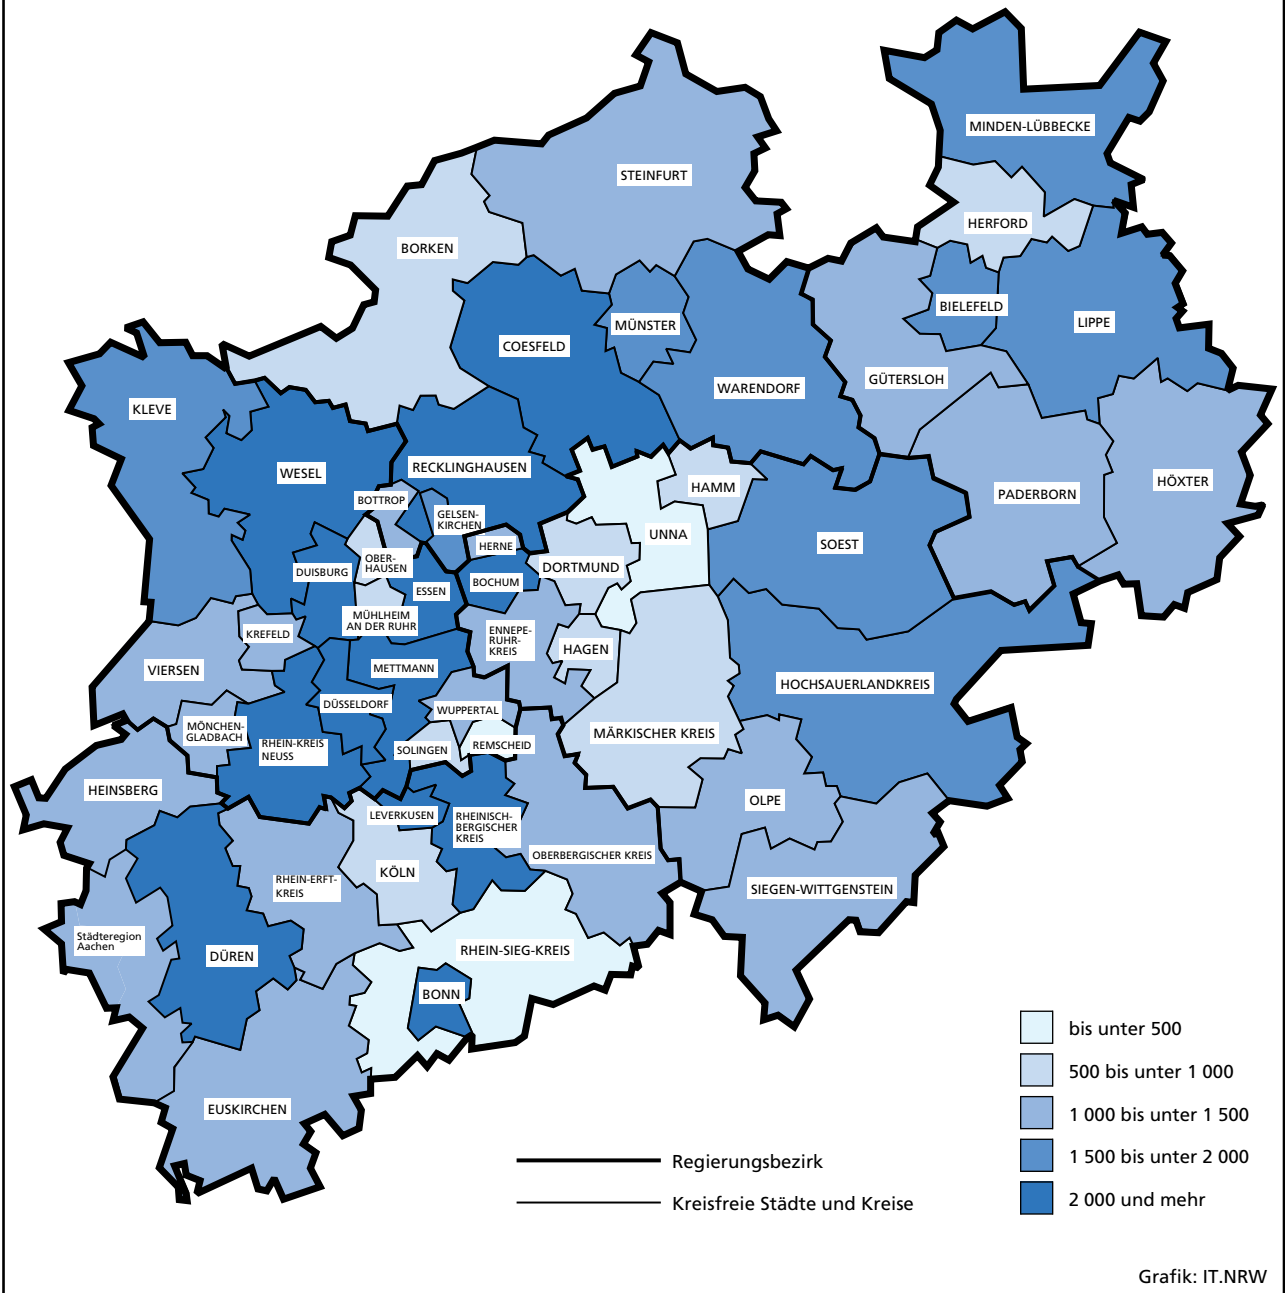 MINDEN-LÜBBECKE
STEINFURT
HERFORD
BORKEN
BIELEFELD
LIPPE
MÜNSTER
COESFELD
GÜTERSLOH
WARENDORF
KLEVE
RECKLINGHAUSEN
WESEL
HÖXTER
HAMM
PADERBORN
BOTTROP
GELSEN-
KIRCHEN
UNNA
SOEST
HERNE
OBER-
HAUSEN
DORTMUND
DUISBURG
BOCHUM
ESSEN
MÜHLHEIM
AN DER RUHR
KREFELD
ENNEPE-
RUHR-
KREIS
HAGEN
VIERSEN
METTMANN
HOCHSAUERLANDKREIS
DÜSSELDORF
WUPPERTAL
MÖNCHEN-
GLADBACH
MÄRKISCHER KREIS
RHEIN-KREIS
NEUSS
SOLINGEN
REMSCHEID
HEINSBERG
OLPE
LEVERKUSEN
RHEINISCH-
BERGISCHER
KREIS
OBERBERGISCHER KREIS
KÖLN
RHEIN-ERFT-
KREIS
SIEGEN-WITTGENSTEIN
Städteregion
Aachen
DÜREN
RHEIN-SIEG-KREIS
BONN
EUSKIRCHEN
bis unter 500
500 bis unter 1 000
1 000 bis unter 1 500
1 500 bis unter 2 000
2 000 und mehr
Regierungsbezirk
Kreisfreie Städte und Kreise
Grafik: IT.NRW